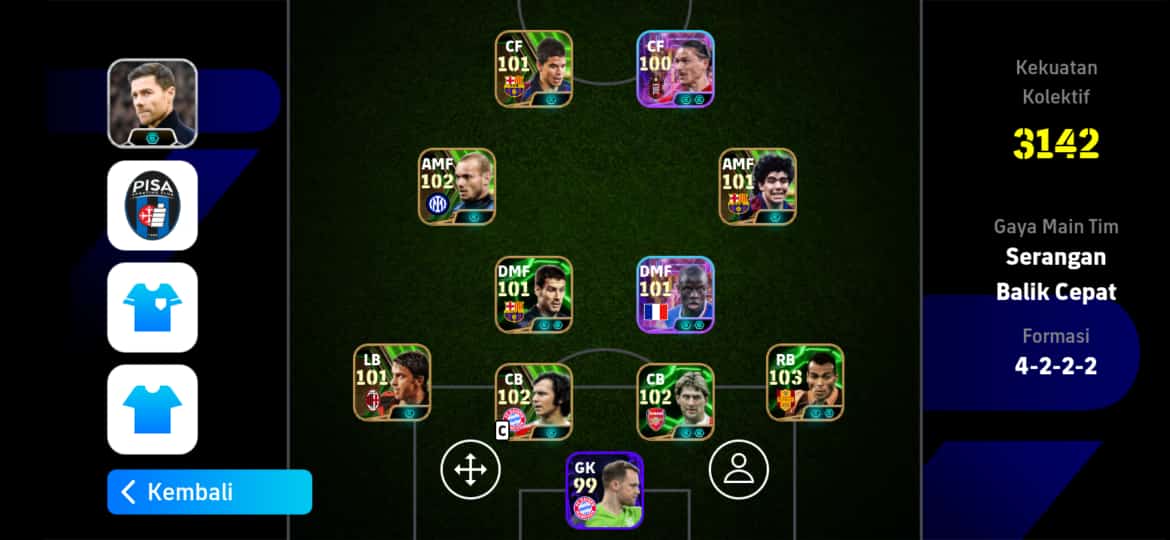 CF
101
CF
100
Kekuatan
Kolektif
3142
PISA
AMF
102
AMF
101
Gaya Main Tim
Serangan
Balik Cepat
DMF
101
DMF
101
Formasi
4-2-2-2
LB
101
CB
102
C
CB
102
RB
103
GK
99
Kembali